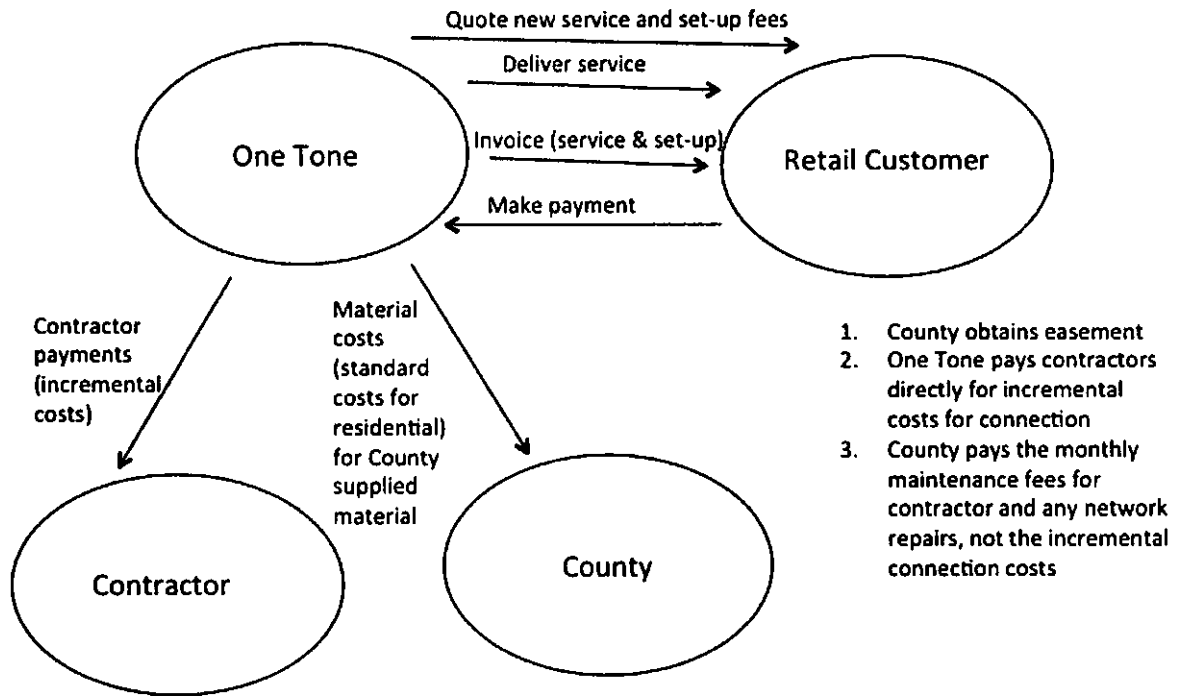 Quote new service and set-up fees
Deliver service
Invoice (service & set-up)
Make payment
One Tone
Retail Customer
Contractor
payments
(incremental
costs)
Material
costs
(standard
costs for
residential)
for County
supplied
material
1. County obtains easement
2. One Tone pays contractors
directly for incremental
costs for connection
3. County pays the monthly
maintenance fees for
contractor and any network
repairs, not the incremental
connection costs
Contractor
County